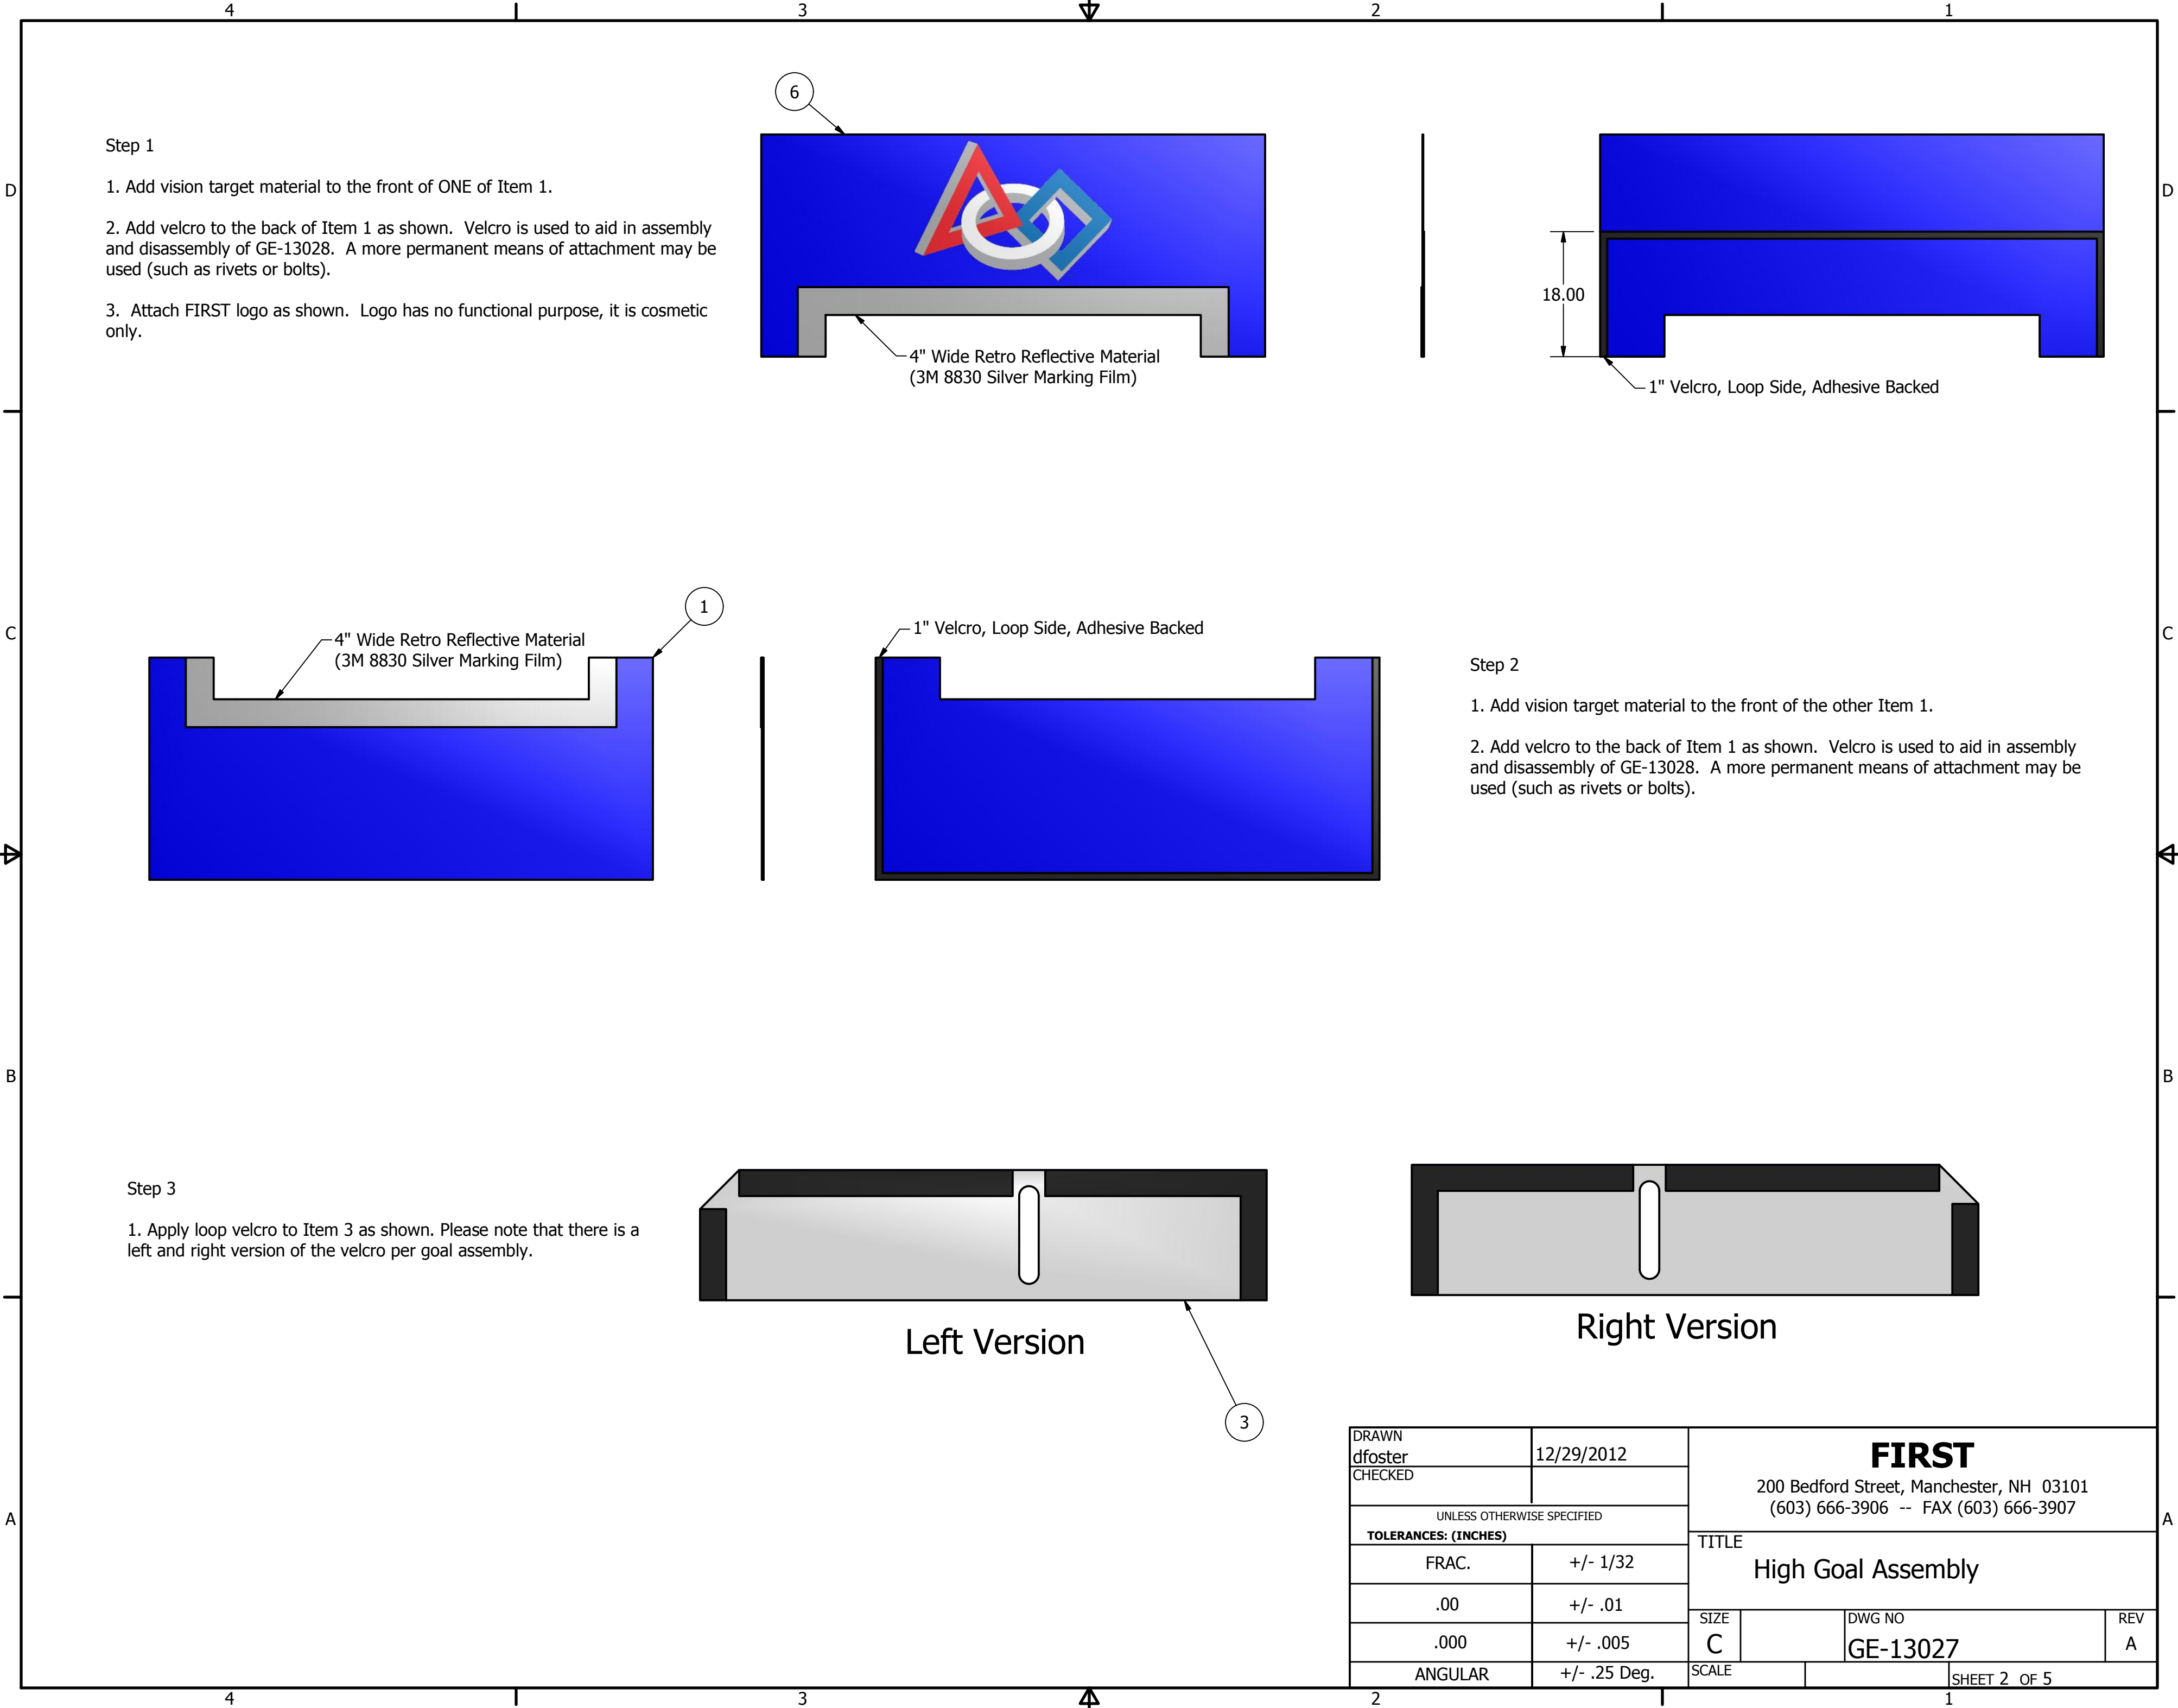 4
3
2
1
D
D
6
Step 1
1. Add vision target material to the front of ONE of Item 1.
2. Add velcro to the back of Item 1 as shown.  Velcro is used to aid in assembly
and disassembly of GE-13028.  A more permanent means of attachment may be
used (such as rivets or bolts).
3.  Attach FIRST logo as shown.  Logo has no functional purpose, it is cosmetic
only.
4" Wide Retro Reflective Material
(3M 8830 Silver Marking Film)
18.00
1" Velcro, Loop Side, Adhesive Backed
C
C
4" Wide Retro Reflective Material
(3M 8830 Silver Marking Film)
1
1" Velcro, Loop Side, Adhesive Backed
Step 2
1. Add vision target material to the front of the other Item 1.
2. Add velcro to the back of Item 1 as shown.  Velcro is used to aid in assembly
and disassembly of GE-13028.  A more permanent means of attachment may be
used (such as rivets or bolts).
B
B
Step 3
1. Apply loop velcro to Item 3 as shown. Please note that there is a
left and right version of the velcro per goal assembly.
Left Version
Right Version
3
A
A
DRAWN
dfoster
12/29/2012
CHECKED
UNLESS OTHERWISE SPECIFIED
TOLERANCES: (INCHES)
FRAC.
+/- 1/32
.00
+/- .01
.000
+/- .005
ANGULAR
+/- .25 Deg.
FIRST
200 Bedford Street, Manchester, NH  03101
(603) 666-3906  --  FAX (603) 666-3907
TITLE
High Goal Assembly
SIZE
C
DWG NO
GE-13027
REV
A
SCALE
SHEET 2  OF 5
4
3
2
1